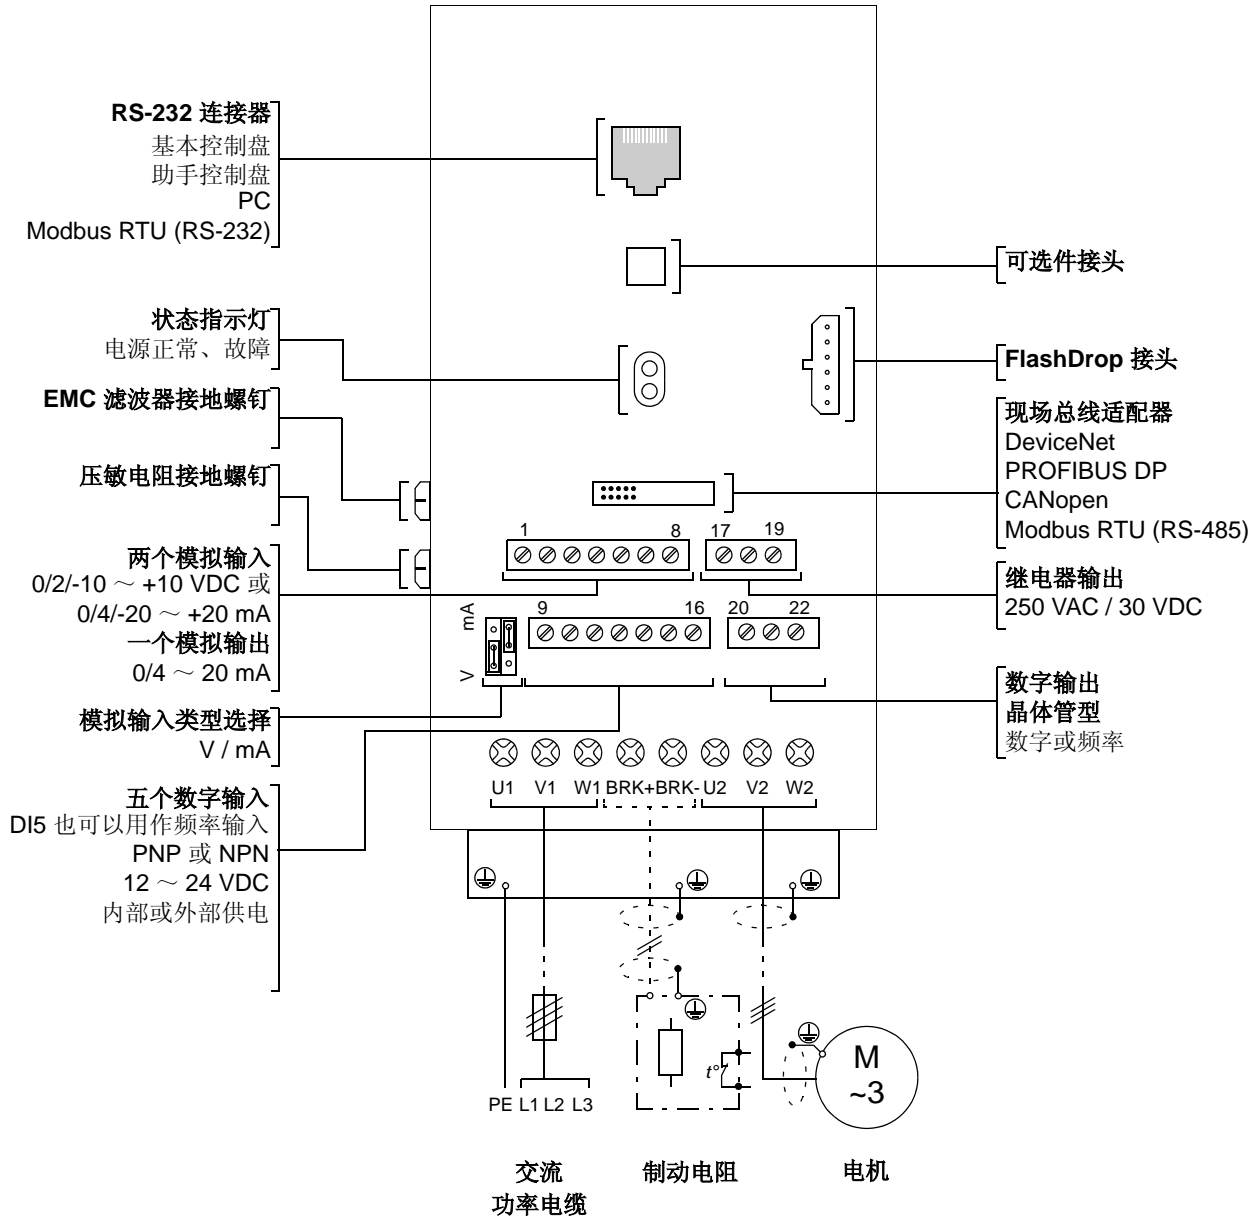 RS-232 连接器
基本控制盘
助手控制盘
PC
Modbus RTU (RS-232)
可选件接头
状态指示灯
电源正常、故障
FlashDrop 接头
EMC 滤波器接地螺钉
现场总线适配器
DeviceNet
PROFIBUS DP
CANopen
Modbus RTU (RS-485)
压敏电阻接地螺钉
1 8 17 19
两个模拟输入
0/2/-10 ～ +10 VDC 或
0/4/-20 ～ +20 mA
一个模拟输出
0/4 ～ 20 mA
继电器输出
250 VAC / 30 VDC
mA
V
9 16 20 22
模拟输入类型选择
V / mA
数字输出
晶体管型
数字或频率
U1 V1 W1 BRK+ BRK- U2 V2 W2
五个数字输入
DI5 也可以用作频率输入
PNP 或 NPN
12 ～ 24 VDC
内部或外部供电
t°
M
~3
PE L1 L2 L3
交流
功率电缆
制动电阻
电机